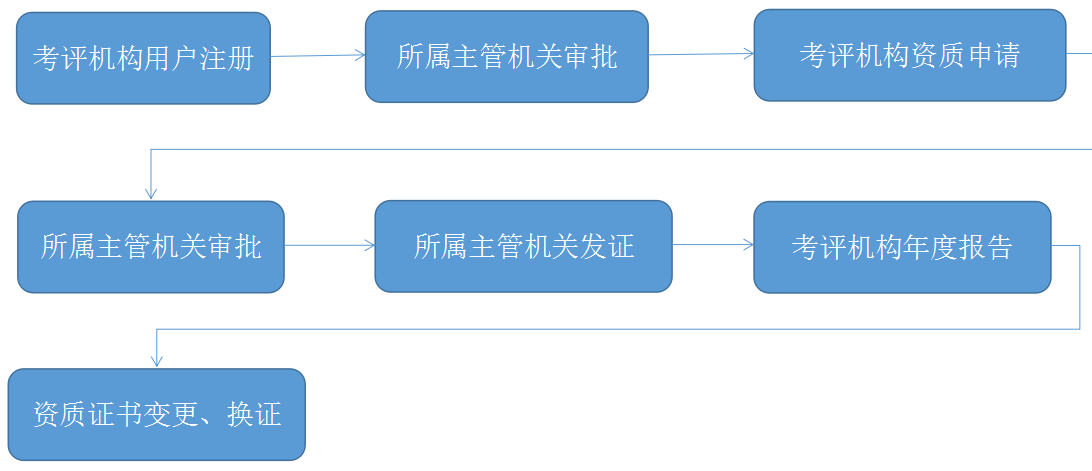 考评机构用户注册
所属主管机关审批
考评机构资质申请
所属主管机关审批
所属主管机关发证
考评机构年度报告
资质证书变更、换证